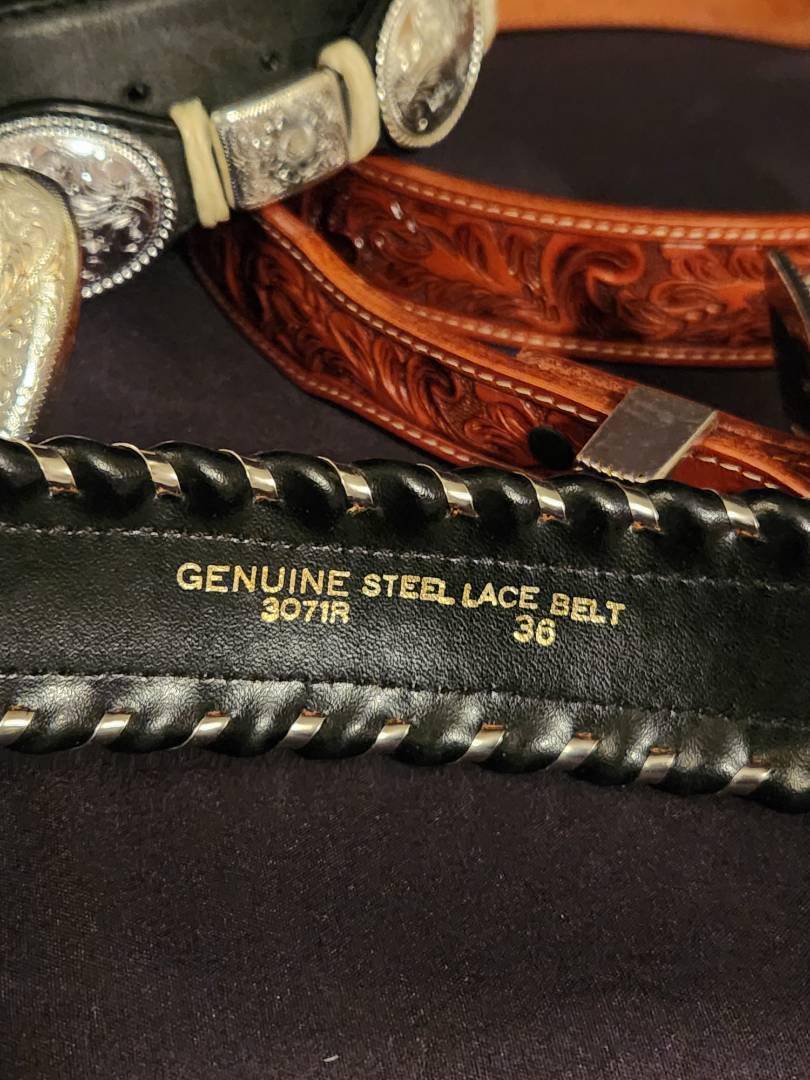 GENUINE STEEL LACE BELT
3071R 36